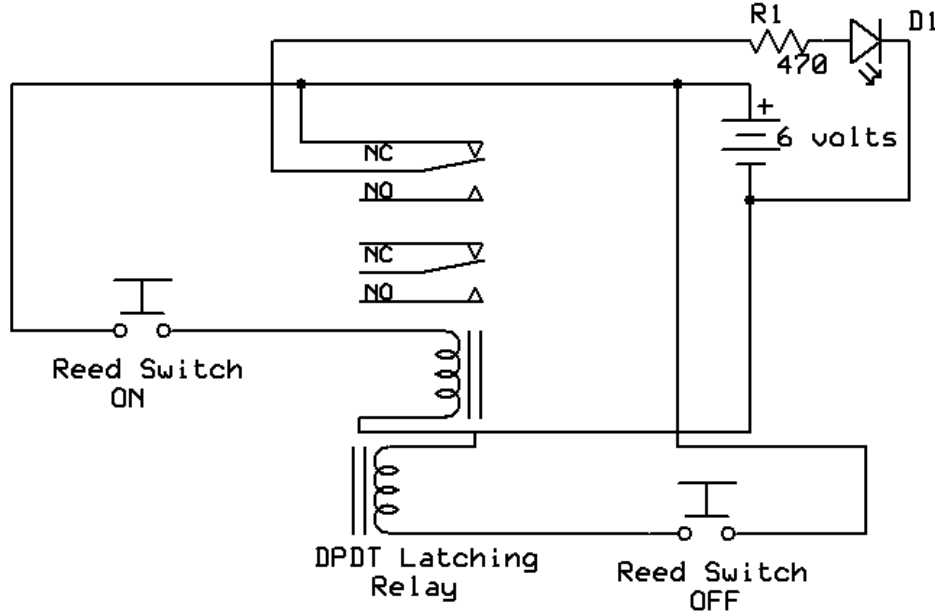 R1
D1
470
+
6 volts
NC
NO
NC
NO
Reed Switch
ON
DPDT Latching
Relay
Reed Switch
OFF